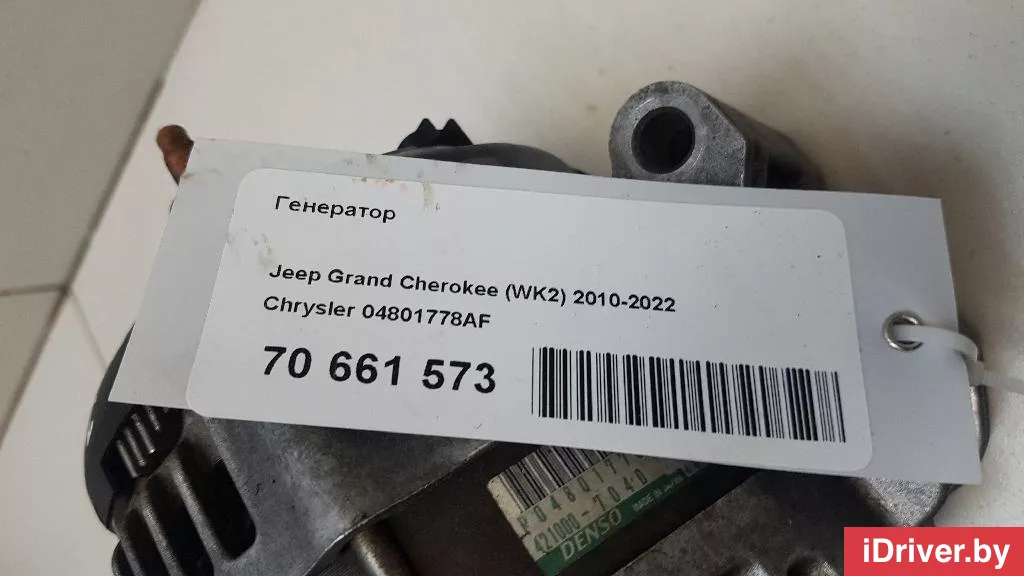 Генератор
Jeep Grand Cherokee (WK2) 2010-2022
Chrysler 04801778AF
70 661 573
421000-7040
DENSO
iDriver.by